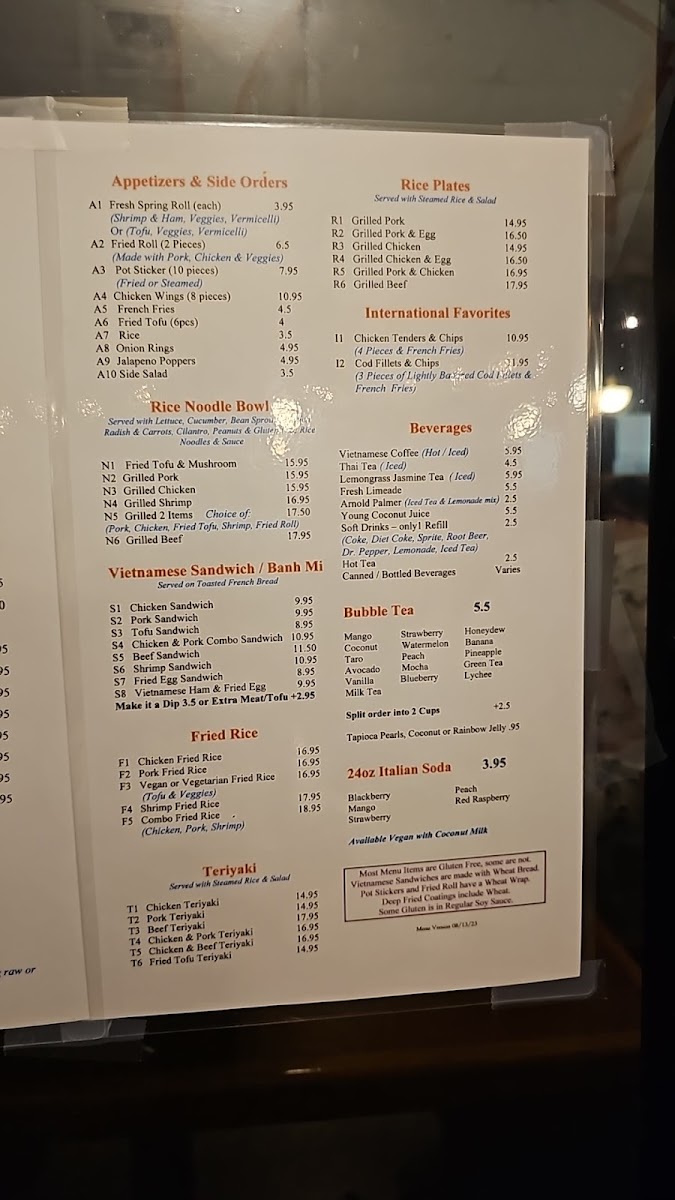 Appetizers & Side Orders
A1 Fresh Spring Roll (each) 3.95
(Shrimp & Ham, Veggies, Vermicelli)
Or (Tofu, Veggies, Vermicelli)
A2 Fried Roll (2 Pieces) 6.5
(Made with Pork, Chicken & Veggies)
A3 Pot Sticker (10 pieces) 7.95
(Fried or Steamed)
A4 Chicken Wings (8 pieces) 10.95
A5 French Fries 4.5
A6 Fried Tofu (6pcs) 4
A7 Rice 3.5
A8 Onion Rings 4.95
A9 Jalapeno Poppers 4.95
A10 Side Salad 3.5
Rice Noodle Bowl
Served with Lettuce, Cucumber, Bean
Radish & Carrots, Cilantro, Peanuts & Rice
Noodles & Sauce
N1 Fried Tofu & Mushroom 15.95
N2 Grilled Pork 15.95
N3 Grilled Chicken 15.95
N4 Grilled Shrimp 16.95
N5 Grilled 2 Items Choice of: 17.50
(Pork, Chicken, Fried Tofu, Shrimp, Fried Roll)
N6 Grilled Beef 17.95
Vietnamese Sandwich / Banh Mi
Served on Toasted French Bread
S1 Chicken Sandwich 9.95
S2 Pork Sandwich 9.95
S3 Tofu Sandwich 8.95
S4 Chicken & Pork Combo Sandwich 10.95
S5 Beef Sandwich 11.50
S6 Shrimp Sandwich 10.95
S7 Fried Egg Sandwich 8.95
S8 Vietnamese Ham & Fried Egg 9.95
Make it a Dip 3.5 or Extra Meat/Tofu +2.95
Fried Rice
F1 Chicken Fried Rice 16.95
F2 Pork Fried Rice 16.95
F3 Vegan or Vegetarian Fried Rice 16.95
(Tofu & Veggies)
F4 Shrimp Fried Rice 17.95
F5 Combo Fried Rice 18.95
(Chicken, Pork, Shrimp)
Teriyaki
Served with Steamed Rice & Salad
T1 Chicken Teriyaki 14.95
T2 Pork Teriyaki 14.95
T3 Beef Teriyaki 17.95
T4 Chicken & Pork Teriyaki 16.95
T5 Chicken & Beef Teriyaki 16.95
T6 Fried Tofu Teriyaki 14.95
Rice Plates
Served with Steamed Rice & Salad
R1 Grilled Pork 14.95
R2 Grilled Pork & Egg 16.50
R3 Grilled Chicken 14.95
R4 Grilled Chicken & Egg 16.50
R5 Grilled Pork & Chicken 16.95
R6 Grilled Beef 17.95
International Favorites
I1 Chicken Tenders & Chips 10.95
(4 Pieces & French Fries)
I2 Cod Fillets & Chips
(3 Pieces of Lightly Cod &
French Fries)
Beverages
Vietnamese Coffee (Hot / Iced) 5.95
Thai Tea (Iced) 4.5
Lemongrass Jasmine Tea (Iced) 5.95
Fresh Limeade 5.5
Arnold Palmer (Iced Tea & Lemonade mix) 2.5
Young Coconut Juice 5.5
Soft Drinks – only1 Refill 2.5
(Coke, Diet Coke, Sprite, Root Beer,
Dr. Pepper, Lemonade, Iced Tea)
Hot Tea 2.5
Canned / Bottled Beverages Varies
Bubble Tea 5.5
Mango Strawberry Honeydew
Coconut Watermelon Banana
Taro Peach Pineapple
Avocado Mocha Green Tea
Vanilla Blueberry Lychee
Milk Tea
Split order into 2 Cups +2.5
Tapioca Pearls, Coconut or Rainbow Jelly .95
24oz Italian Soda 3.95
Blackberry Peach
Mango Red Raspberry
Strawberry
Available Vegan with Coconut Milk
Most Menu Items are Gluten Free, some are not.
Vietnamese Sandwiches are made with Wheat Bread.
Pot Stickers and Fried Roll have a Wheat Wrap.
Deep Fried Coatings include Wheat.
Some Gluten is in Regular Soy Sauce.
Menu Version 08/13/23
raw or